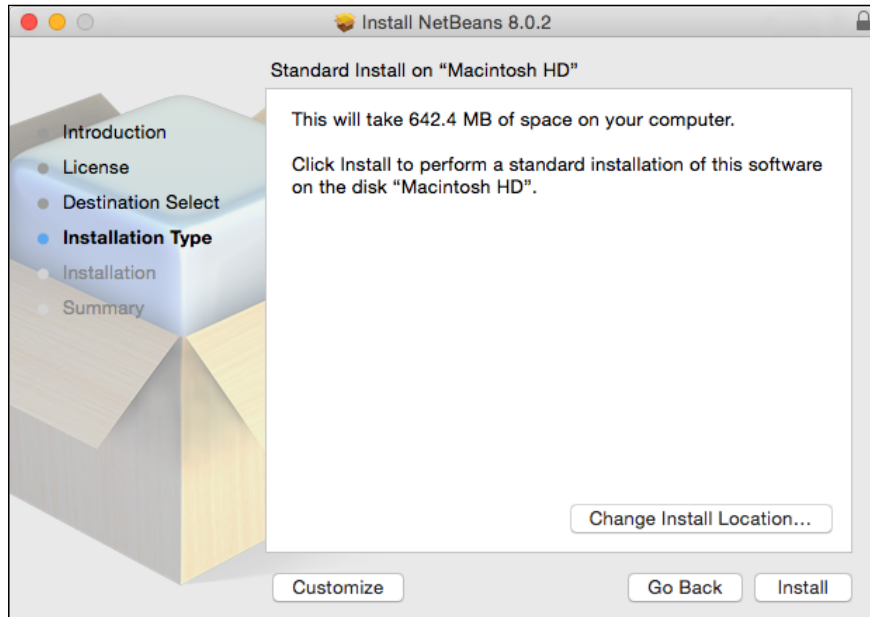 Install NetBeans 8.0.2
Standard Install on “Macintosh HD”
Introduction
License
Destination Select
Installation Type
Installation
Summary
This will take 642.4 MB of space on your computer.
Click Install to perform a standard installation of this software
on the disk “Macintosh HD”.
Change Install Location...
Customize
Go Back
Install